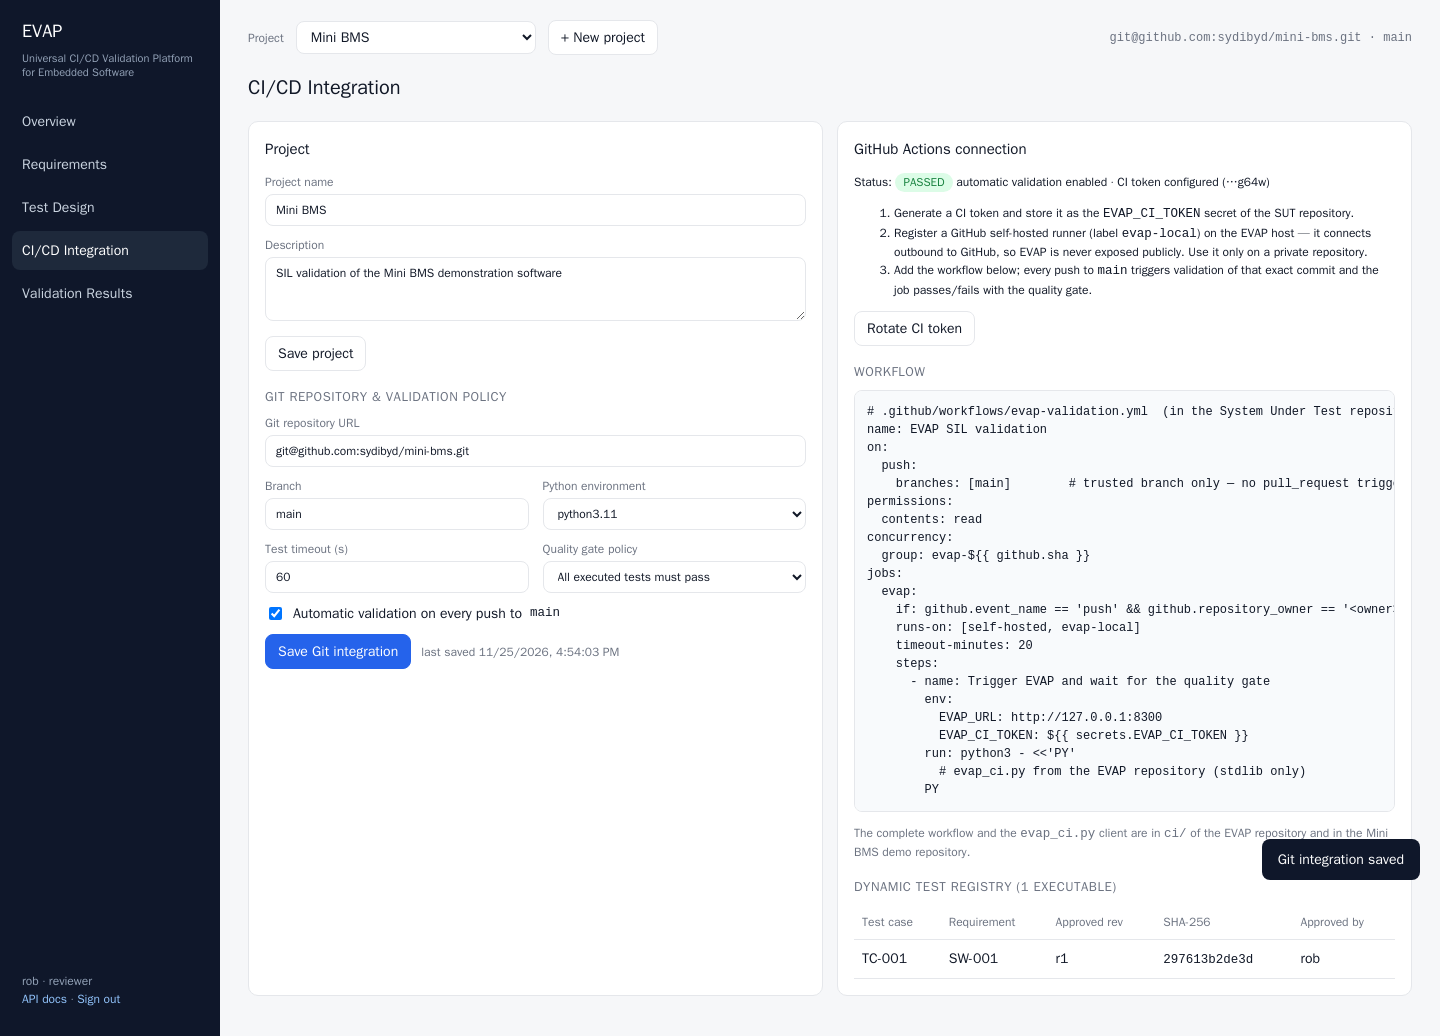 EVAP
Universal CI/CD Validation Platform
for Embedded Software
Overview
Requirements
Test Design
CI/CD Integration
Validation Results
rob · reviewer
API docs · Sign out
Project
Mini BMS
+ New project
git@github.com:sydibyd/mini-bms.git · main
CI/CD Integration
Project
Project name
Mini BMS
Description
SIL validation of the Mini BMS demonstration software
Save project
GIT REPOSITORY & VALIDATION POLICY
Git repository URL
git@github.com:sydibyd/mini-bms.git
Branch
Python environment
main
python3.11
Test timeout (s)
Quality gate policy
60
All executed tests must pass
Automatic validation on every push to main
Save Git integration
last saved 11/25/2026, 4:54:03 PM
GitHub Actions connection
Status: PASSED automatic validation enabled · CI token configured (…g64w)
1. Generate a CI token and store it as the EVAP_CI_TOKEN secret of the SUT repository.
2. Register a GitHub self-hosted runner (label evap-local) on the EVAP host — it connects
outbound to GitHub, so EVAP is never exposed publicly. Use it only on a private repository.
3. Add the workflow below; every push to main triggers validation of that exact commit and the
job passes/fails with the quality gate.
Rotate CI token
WORKFLOW
# .github/workflows/evap-validation.yml  (in the System Under Test reposi
name: EVAP SIL validation
on:
  push:
    branches: [main]        # trusted branch only — no pull_request trigg
permissions:
  contents: read
concurrency:
  group: evap-${{ github.sha }}
jobs:
  evap:
    if: github.event_name == 'push' && github.repository_owner == '<owner
    runs-on: [self-hosted, evap-local]
    timeout-minutes: 20
    steps:
      - name: Trigger EVAP and wait for the quality gate
        env:
          EVAP_URL: http://127.0.0.1:8300
          EVAP_CI_TOKEN: ${{ secrets.EVAP_CI_TOKEN }}
        run: python3 - <<'PY'
          # evap_ci.py from the EVAP repository (stdlib only)
        PY
The complete workflow and the evap_ci.py client are in ci/ of the EVAP repository and in the Mini
BMS demo repository.
Git integration saved
DYNAMIC TEST REGISTRY (1 EXECUTABLE)
Test case
Requirement
Approved rev
SHA-256
Approved by
TC-001
SW-001
r1
297613b2de3d
rob